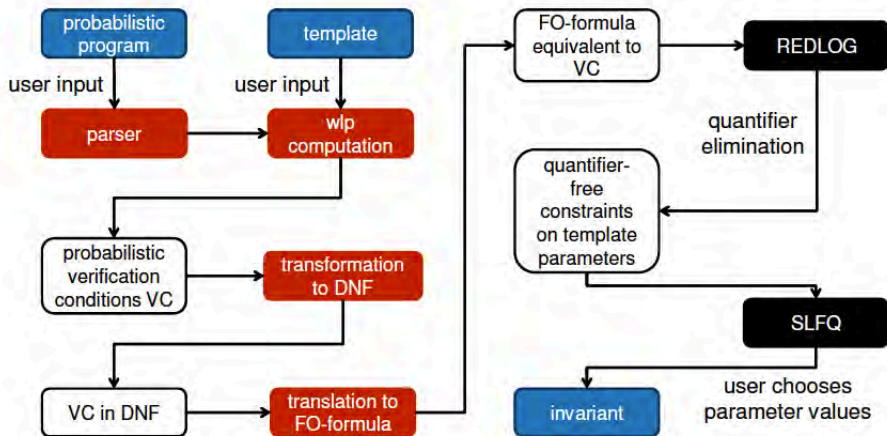 probabilistic
program
template
user input
user input
parser
wlp
computation
probabilistic
verification
conditions VC
transformation
to DNF
VC in DNF
translation to
FO-formula
FO-formula
equivalent to
VC
REDLOG
quantifier
elimination
quantifier-
free
constraints
on template
parameters
SLFQ
user chooses
parameter values
invariant